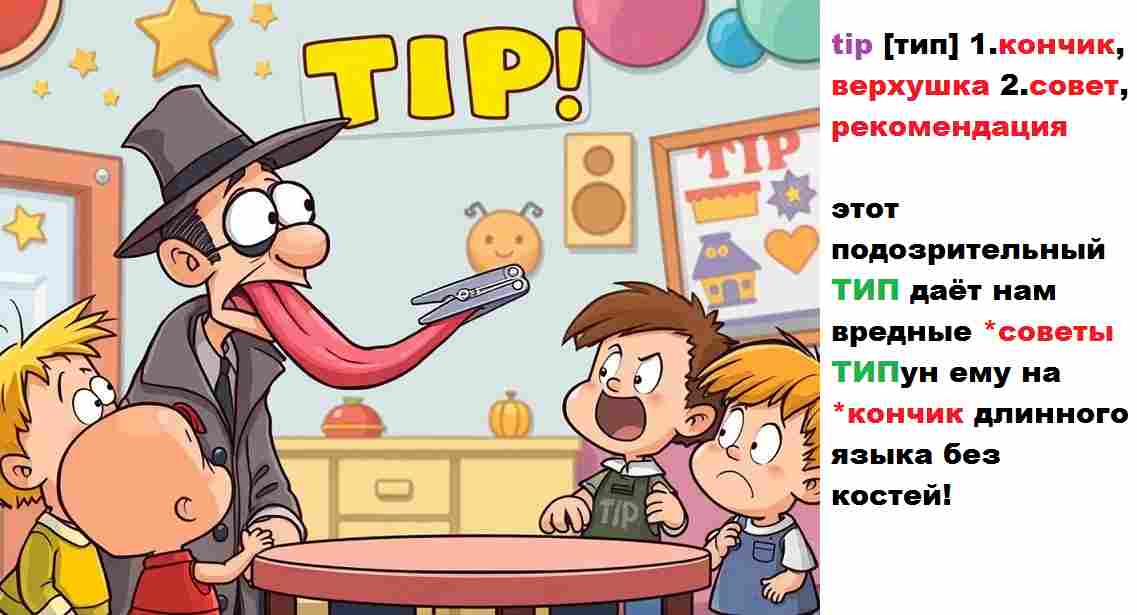 TIP!
TIP
TIP
tip [тип] 1.кончик,
верхушка 2.совет,
рекомендация
этот
подозрительный
ТИП даёт нам
вредные *советы
ТИПун ему на
*кончик длинного
языка без
костей!